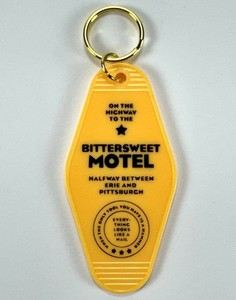 ON THE
HIGHWAY
TO THE
BITTERSWEET
MOTEL
HALFWAY BETWEEN
ERIE AND
PITTSBURGH
WHEN THE ONLY TOOL YOU HAVE IS A HAMMER
EVERY-
THING
LOOKS
LIKE A
NAIL